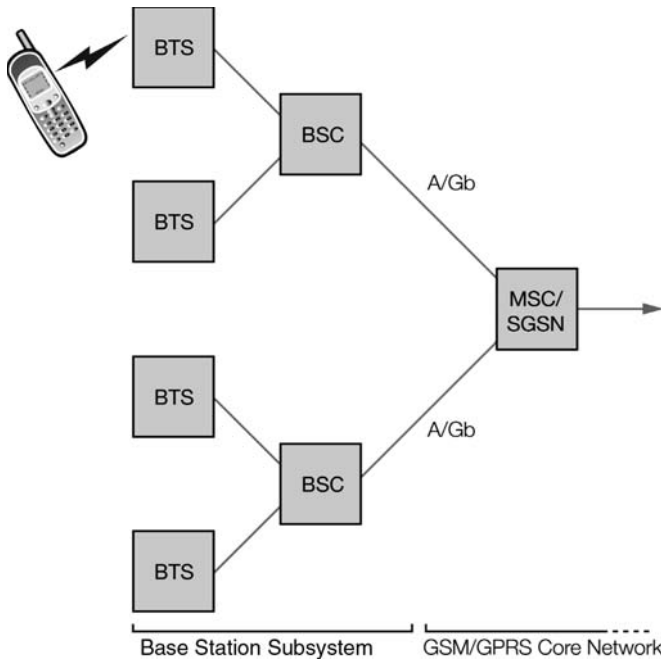 BTS
BSC
A/Gb
BTS
MSC/
SGSN
BTS
A/Gb
BSC
BTS
Base Station Subsystem
GSM/GPRS Core Network